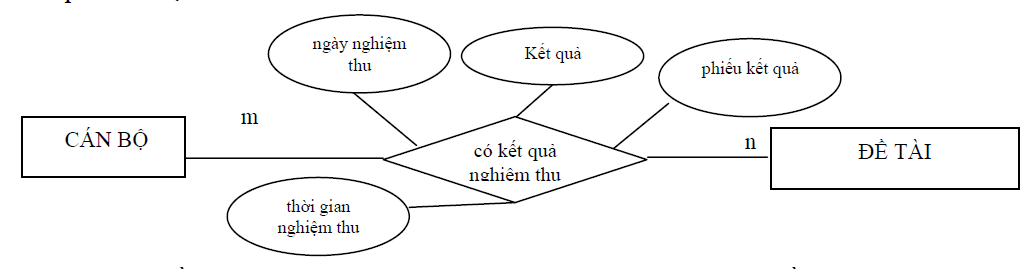 ngày nghiệm
thu
Kết quả
phiếu kết quả
m
CÁN BỘ
có kết quả
nghiệm thu
n
ĐỀ TÀI
thời gian
nghiệm thu